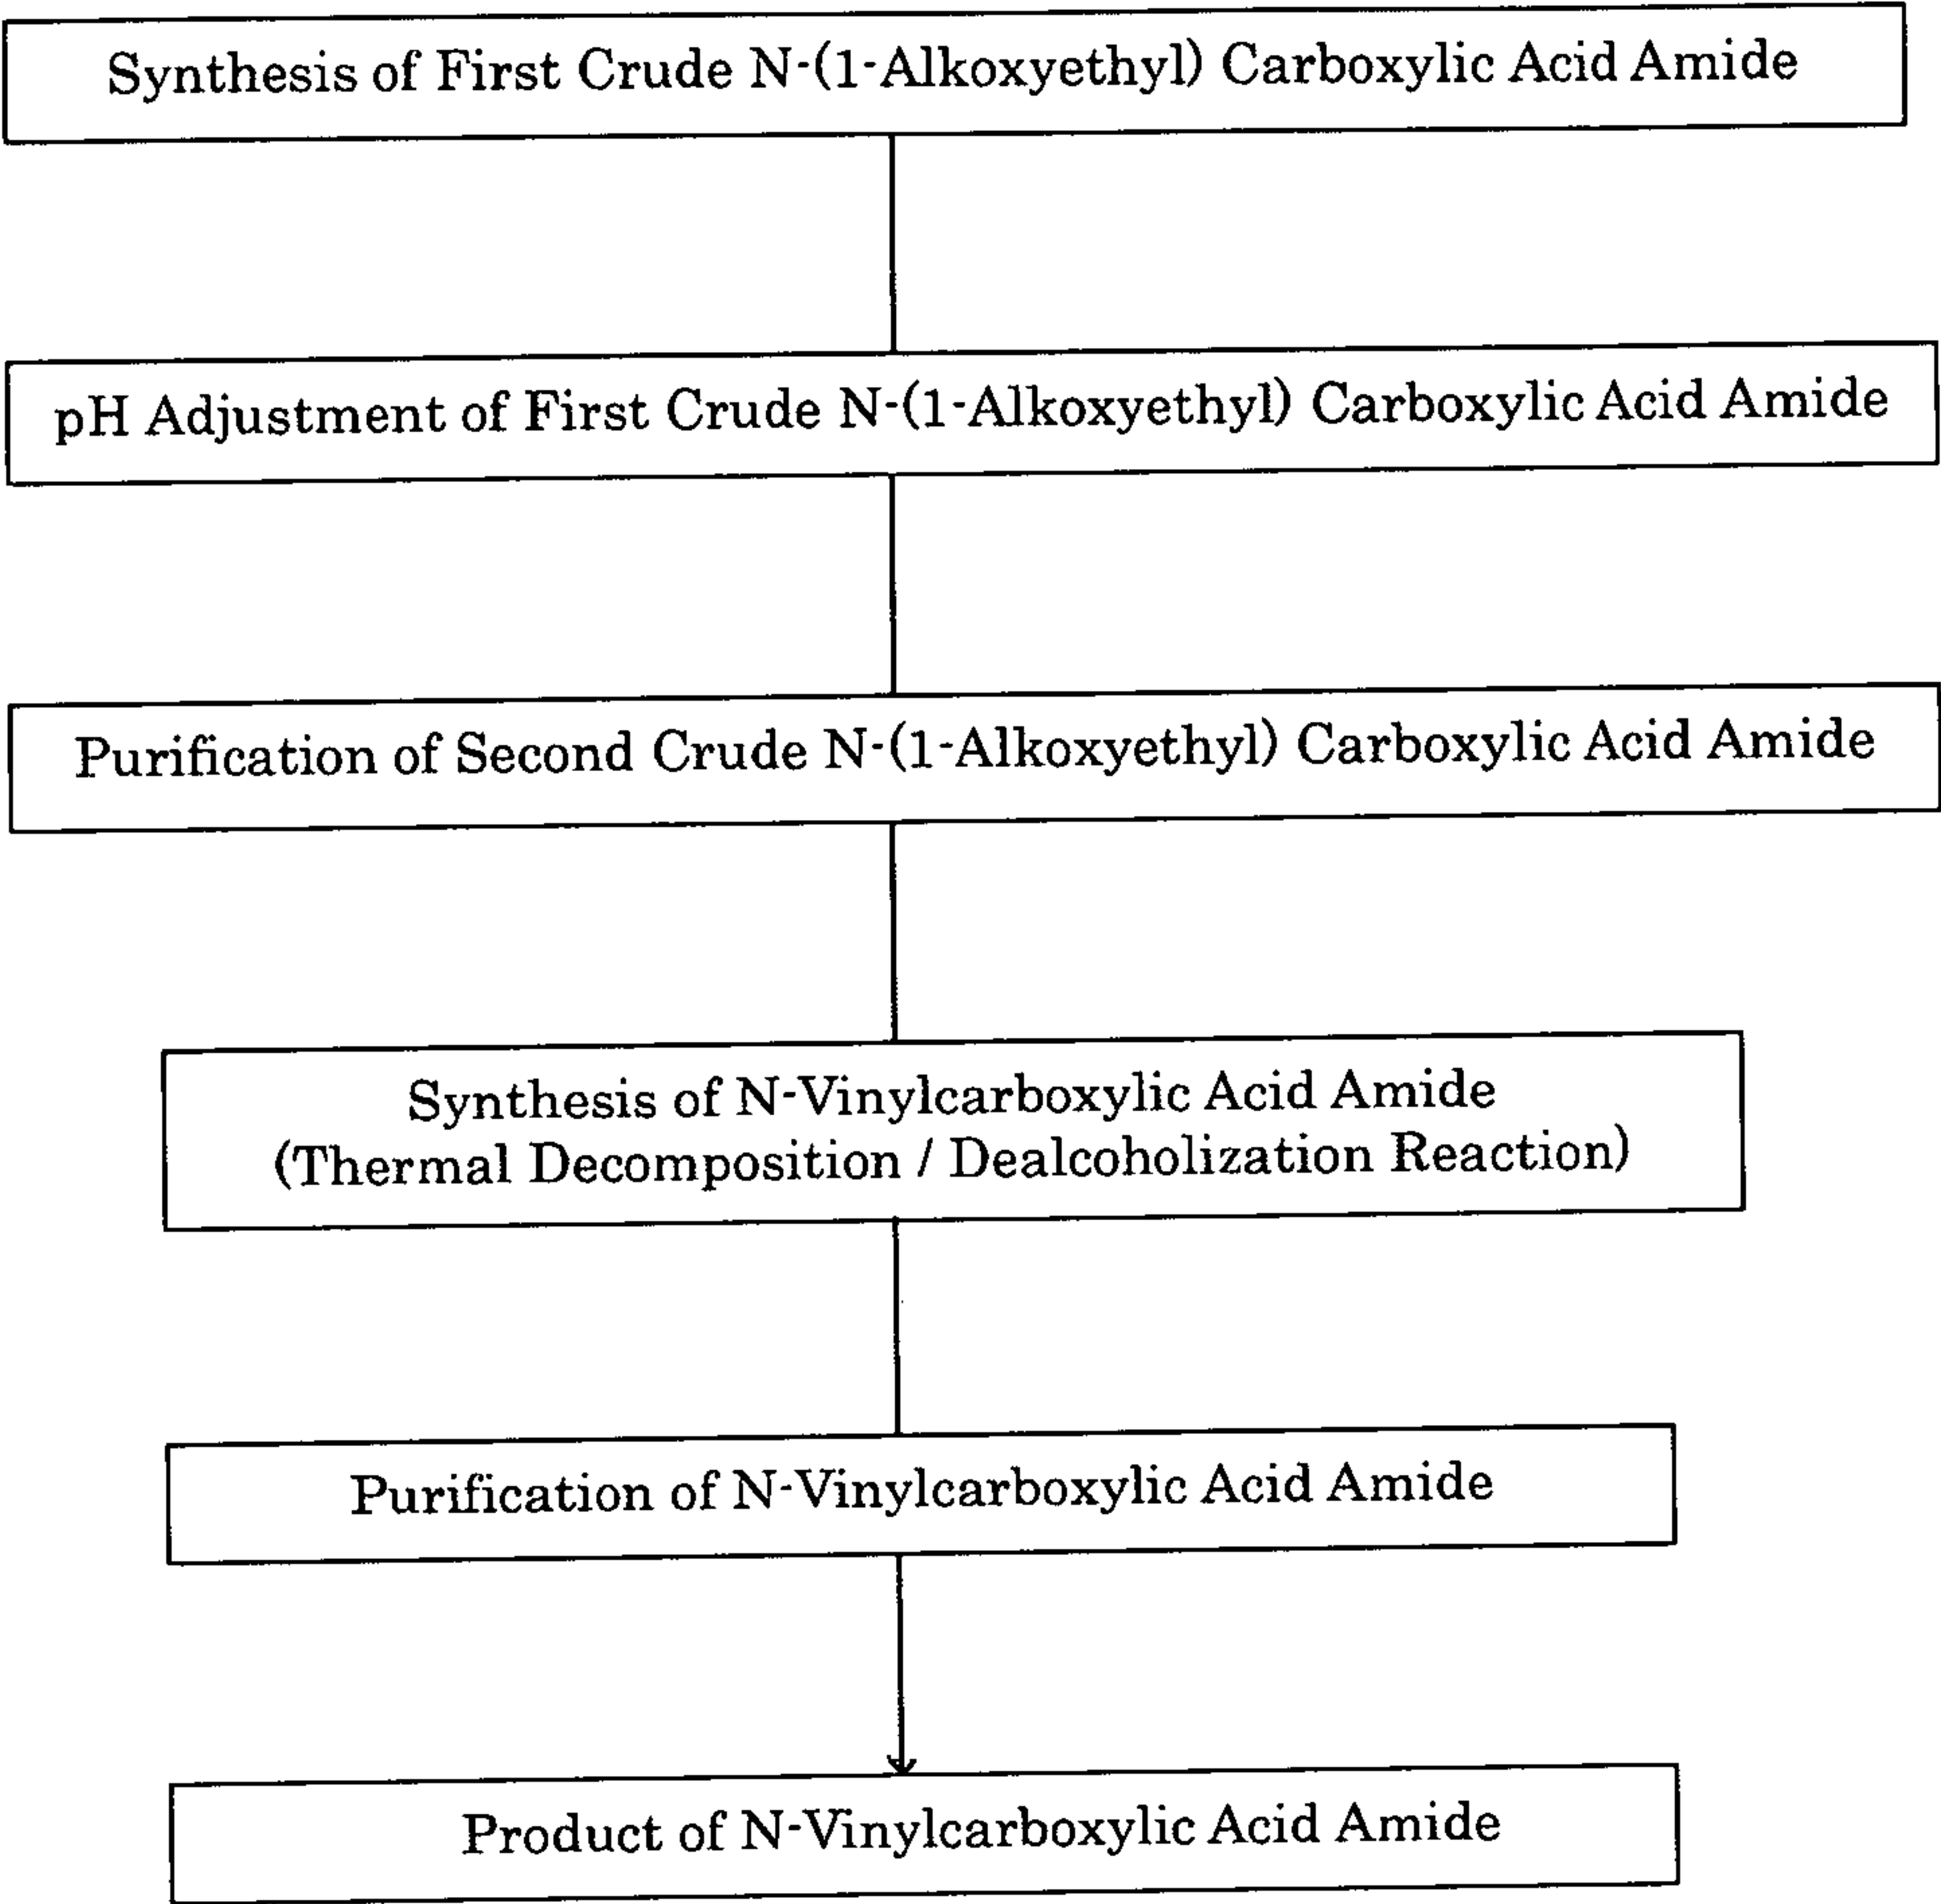 Synthesis of First Crude N-(1-Alkoxyethyl) Carboxylic Acid Amide
pH Adjustment of First Crude N-(1-Alkoxyethyl) Carboxylic Acid Amide
Purification of Second Crude N-(1-Alkoxyethyl) Carboxylic Acid Amide
Synthesis of N-Vinylcarboxylic Acid Amide
(Thermal Decomposition / Dealcoholization Reaction)
Purification of N-Vinylcarboxylic Acid Amide
Product of N-Vinylcarboxylic Acid Amide